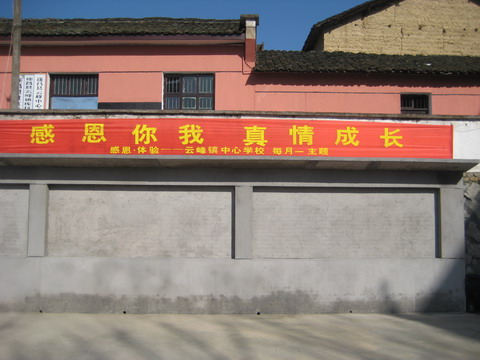 感恩你我 真情成长
感恩·体验——云峰镇中心学校 每月一主题